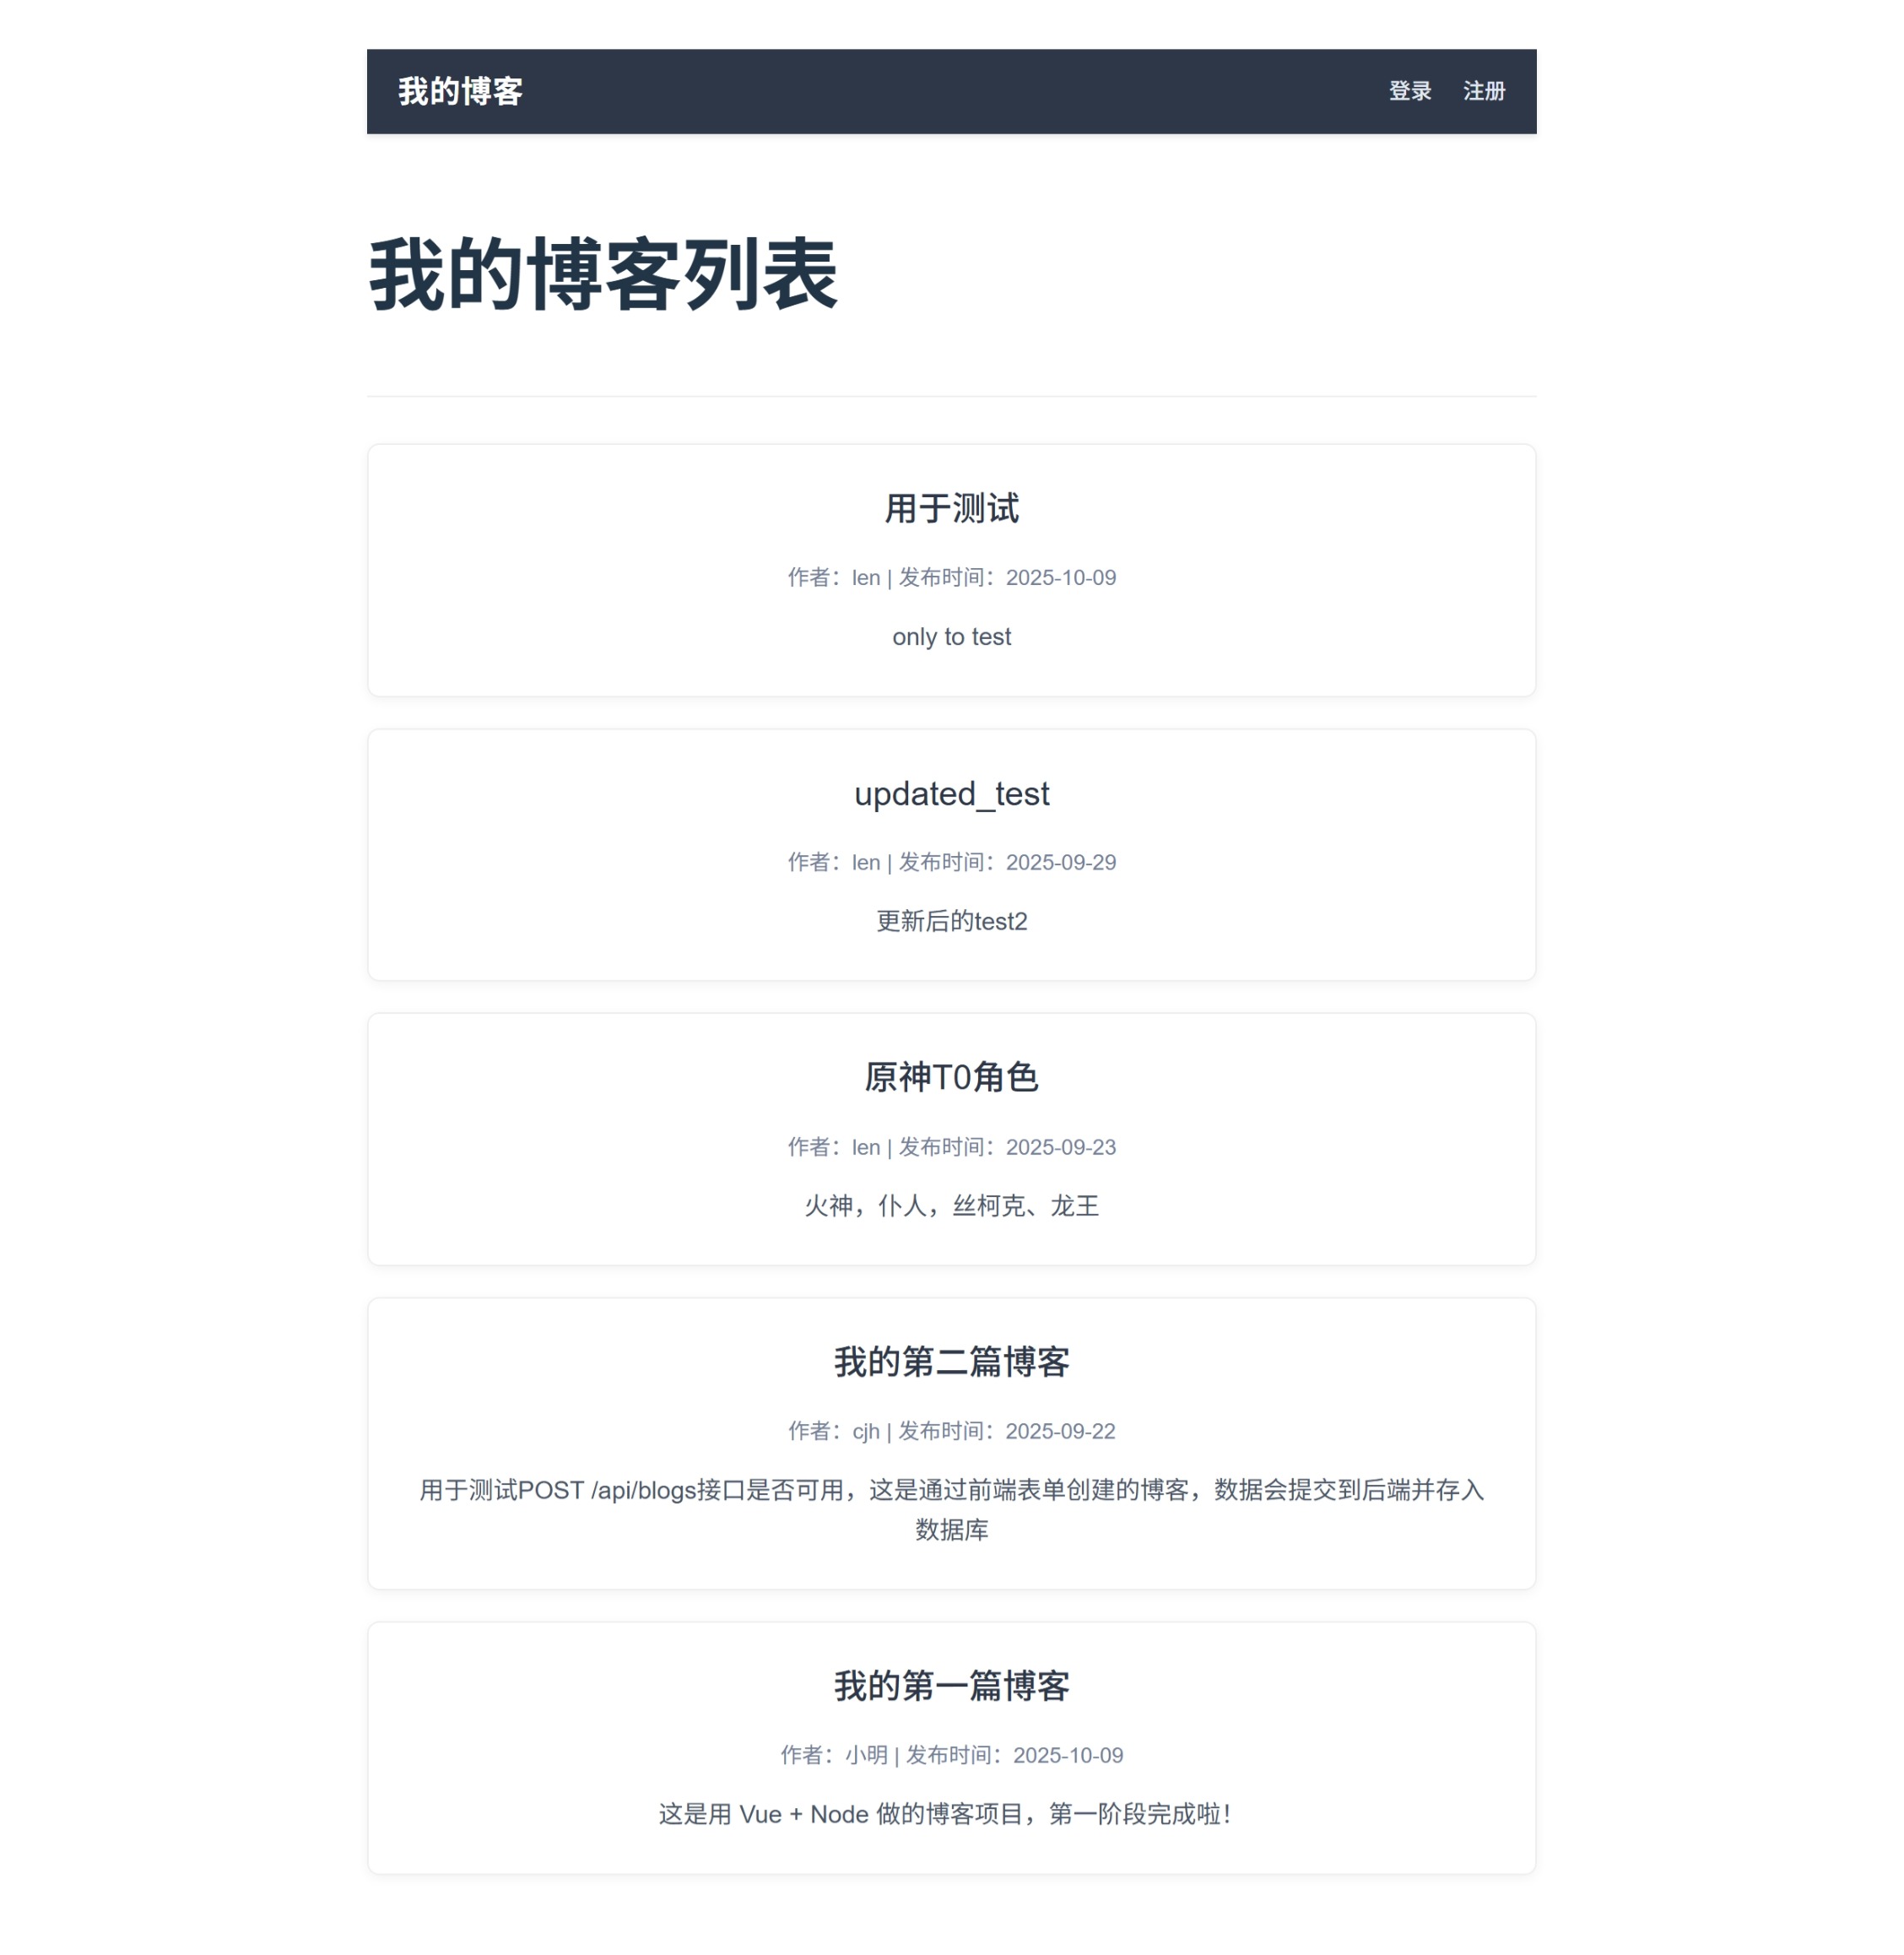 我的博客
登录 注册
我的博客列表
用于测试
作者：len | 发布时间：2025-10-09
only to test
updated_test
作者：len | 发布时间：2025-09-29
更新后的test2
原神T0角色
作者：len | 发布时间：2025-09-23
火神，仆人，丝柯克、龙王
我的第二篇博客
作者：cjh | 发布时间：2025-09-22
用于测试POST /api/blogs接口是否可用，这是通过前端表单创建的博客，数据会提交到后端并存入
数据库
我的第一篇博客
作者：小明 | 发布时间：2025-10-09
这是用 Vue + Node 做的博客项目，第一阶段完成啦！